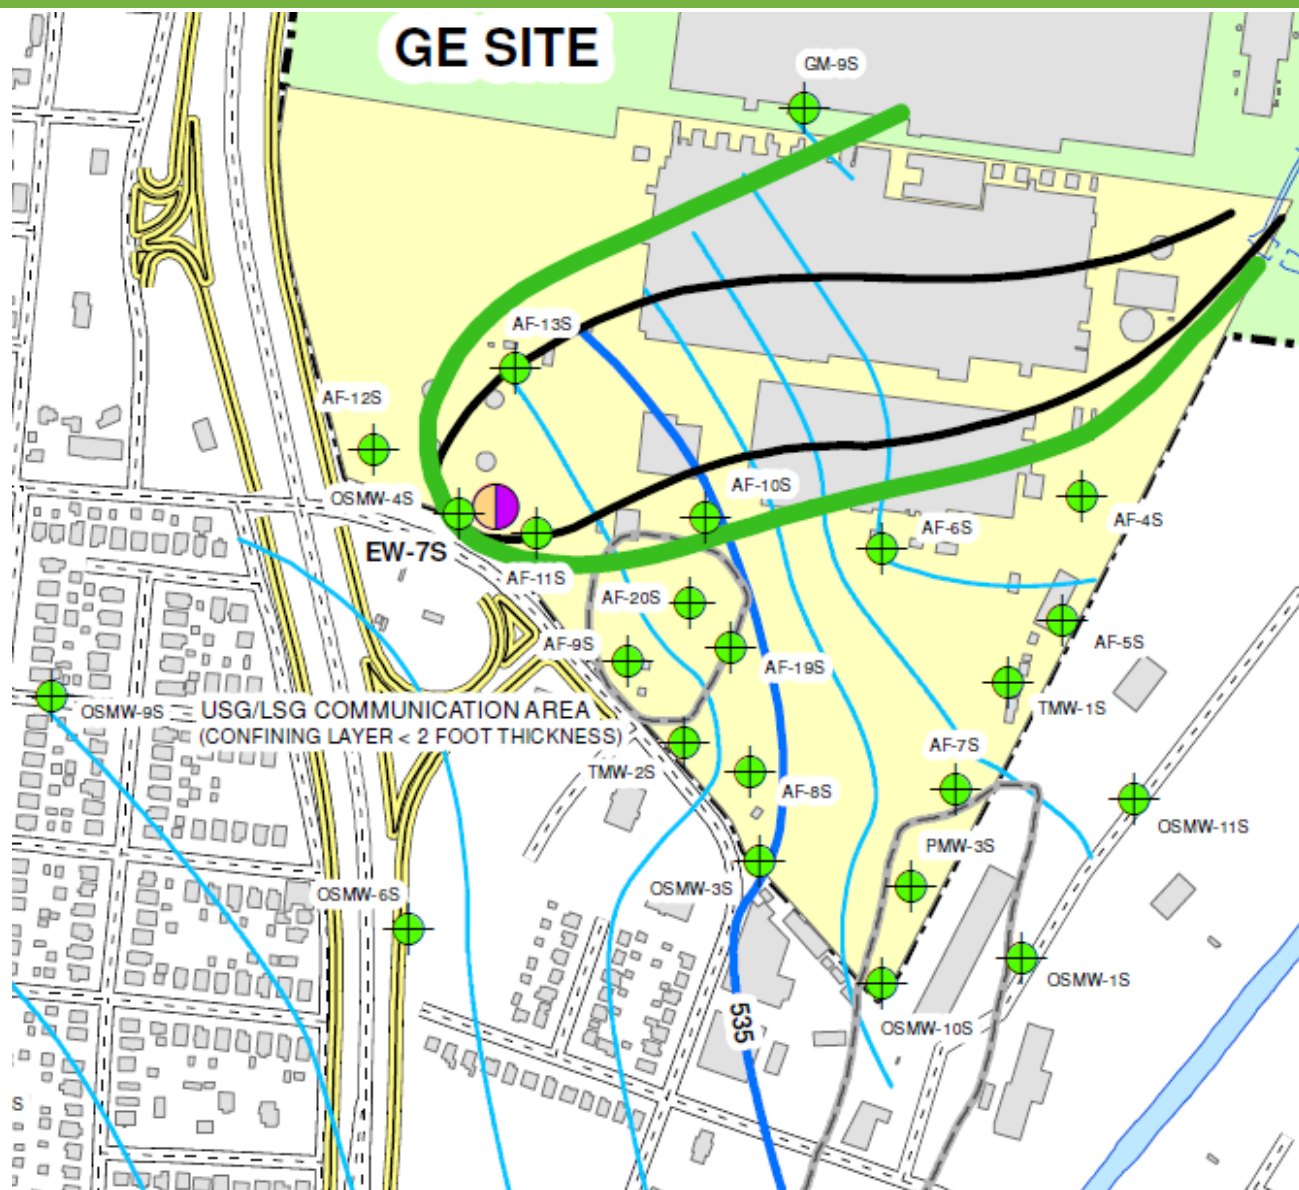 GE SITE
GM-9S
AF-13S
AF-12S
OSMW-4S
AF-10S
AF-4S
AF-6S
EW-7S
AF-11S
AF-20S
AF-5S
AF-9S
AF-19S
TMW-1S
OSMW-9S
USG/LSG COMMUNICATION AREA
(CONFINING LAYER < 2 FOOT THICKNESS)
AF-7S
TMW-2S
AF-8S
OSMW-11S
PMW-3S
OSMW-6S
OSMW-3S
OSMW-1S
535
OSMW-10S
S